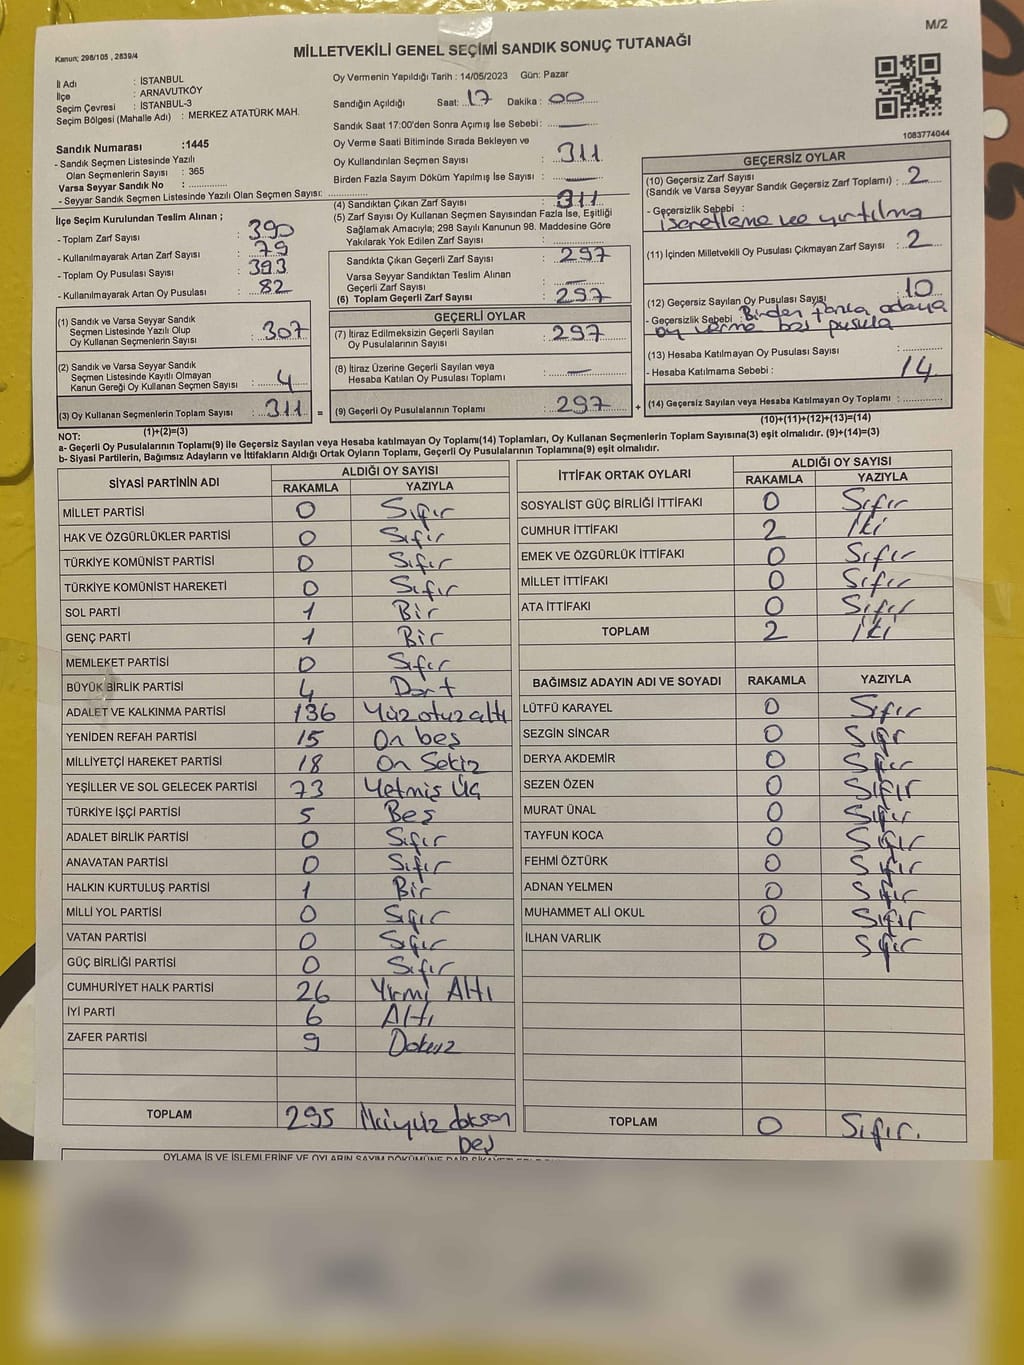 M/2
Kanun; 298/105 , 2839/4
MİLLETVEKİLİ GENEL SEÇİMİ SANDIK SONUÇ TUTANAĞI
İl Adı : İSTANBUL
İlçe : ARNAVUTKÖY
Seçim Çevresi : İSTANBUL-3
Seçim Bölgesi (Mahalle Adı) : MERKEZ ATATÜRK MAH.
Sandık Numarası :1445
- Sandık Seçmen Listesinde Yazılı
Olan Seçmenlerin Sayısı : 365
Varsa Seyyar Sandık No : ..............
- Seyyar Sandık Seçmen Listesinde Yazılı Olan Seçmen Sayısı: ..............
Oy Vermenin Yapıldığı Tarih : 14/05/2023 Gün: Pazar
Sandığın Açıldığı Saat: 17 Dakika : 00
Sandık Saat 17:00'den Sonra Açımış İse Sebebi : —
Oy Verme Saati Bitiminde Sırada Bekleyen ve
Oy Kullandırılan Seçmen Sayısı : 311
Birden Fazla Sayım Döküm Yapılmış İse Sayısı : —
(4) Sandıktan Çıkan Zarf Sayısı : 311
(5) Zarf Sayısı Oy Kullanan Seçmen Sayısından Fazla İse, Eşitliği
Sağlamak Amacıyla; 298 Sayılı Kanunun 98. Maddesine Göre
Yakılarak Yok Edilen Zarf Sayısı :
Sandıkta Çıkan Geçerli Zarf Sayısı : 297
Varsa Seyyar Sandıktan Teslim Alınan
Geçerli Zarf Sayısı : —
(6) Toplam Geçerli Zarf Sayısı : 297
1083774044
GEÇERSİZ OYLAR
(10) Geçersiz Zarf Sayısı
(Sandık ve Varsa Seyyar Sandık Geçersiz Zarf Toplamı) : 2
- Geçersizlik Sebebi : işaretleme ve yırtılma
(11) İçinden Milletvekili Oy Pusulası Çıkmayan Zarf Sayısı : 2
(12) Geçersiz Sayılan Oy Pusulası Sayısı 10
- Geçersizlik Sebebi : Birden fazla adaya
oy verme boş pusula
(13) Hesaba Katılmayan Oy Pusulası Sayısı :
- Hesaba Katılmama Sebebi : 14
(14) Geçersiz Sayılan veya Hesaba Katılmayan Oy Toplamı :
(10)+(11)+(12)+(13)=(14)
İlçe Seçim Kurulundan Teslim Alınan ;
- Toplam Zarf Sayısı : 390
- Kullanılmayarak Artan Zarf Sayısı : 79
- Toplam Oy Pusulası Sayısı : 393
- Kullanılmayarak Artan Oy Pusulası : 82
(1) Sandık ve Varsa Seyyar Sandık
Seçmen Listesinde Yazılı Olup
Oy Kullanan Seçmenlerin Sayısı : 307
(2) Sandık ve Varsa Seyyar Sandık
Seçmen Listesinde Kayıtlı Olmayan
Kanun Gereği Oy Kullanan Seçmen Sayısı : 4
(3) Oy Kullanan Seçmenlerin Toplam Sayısı : 311 =
(1)+(2)=(3)
GEÇERLİ OYLAR
(7) İtiraz Edilmeksizin Geçerli Sayılan
Oy Pusulalarının Sayısı : 297
(8) İtiraz Üzerine Geçerli Sayılan veya
Hesaba Katılan Oy Pusulası Toplamı : —
(9) Geçerli Oy Pusulalarının Toplamı : 297 +
NOT:
a- Geçerli Oy Pusulalarının Toplamı(9) ile Geçersiz Sayılan veya Hesaba katılmayan Oy Toplamı(14) Toplamları, Oy Kullanan Seçmenlerin Toplam Sayısına(3) eşit olmalıdır. (9)+(14)=(3)
b- Siyasi Partilerin, Bağımsız Adayların ve İttifakların Aldığı Ortak Oyların Toplamı, Geçerli Oy Pusulalarının Toplamına(9) eşit olmalıdır.
SİYASİ PARTİNİN ADI ALDIĞI OY SAYISI
RAKAMLA YAZIYLA
MİLLET PARTİSİ 0 Sıfır
HAK VE ÖZGÜRLÜKLER PARTİSİ 0 Sıfır
TÜRKİYE KOMÜNİST PARTİSİ 0 Sıfır
TÜRKİYE KOMÜNİST HAREKETİ 0 Sıfır
SOL PARTİ 1 Bir
GENÇ PARTİ 1 Bir
MEMLEKET PARTİSİ 0 Sıfır
BÜYÜK BİRLİK PARTİSİ 4 Dört
ADALET VE KALKINMA PARTİSİ 136 Yüz otuz altı
YENİDEN REFAH PARTİSİ 15 On beş
MİLLİYETÇİ HAREKET PARTİSİ 18 On Sekiz
YEŞİLLER VE SOL GELECEK PARTİSİ 73 Yetmiş Üç
TÜRKİYE İŞÇİ PARTİSİ 5 Beş
ADALET BİRLİK PARTİSİ 0 Sıfır
ANAVATAN PARTİSİ 0 Sıfır
HALKIN KURTULUŞ PARTİSİ 1 Bir
MİLLİ YOL PARTİSİ 0 Sıfır
VATAN PARTİSİ 0 Sıfır
GÜÇ BİRLİĞİ PARTİSİ 0 Sıfır
CUMHURİYET HALK PARTİSİ 26 Yirmi Altı
İYİ PARTİ 6 Altı
ZAFER PARTİSİ 9 Dokuz
TOPLAM 295 İkiyüz doksan
beş
İTTİFAK ORTAK OYLARI ALDIĞI OY SAYISI
RAKAMLA YAZIYLA
SOSYALİST GÜÇ BİRLİĞİ İTTİFAKI 0 Sıfır
CUMHUR İTTİFAKI 2 İki
EMEK VE ÖZGÜRLÜK İTTİFAKI 0 Sıfır
MİLLET İTTİFAKI 0 Sıfır
ATA İTTİFAKI 0 Sıfır
TOPLAM 2 İki
BAĞIMSIZ ADAYIN ADI VE SOYADI RAKAMLA YAZIYLA
LÜTFÜ KARAYEL 0 Sıfır
SEZGİN SİNCAR 0 Sıfır
DERYA AKDEMİR 0 Sıfır
SEZEN ÖZEN 0 Sıfır
MURAT ÜNAL 0 Sıfır
TAYFUN KOCA 0 Sıfır
FEHMİ ÖZTÜRK 0 Sıfır
ADNAN YELMEN 0 Sıfır
MUHAMMET ALİ OKUL 0 Sıfır
İLHAN VARLIK 0 Sıfır
TOPLAM 0 Sıfır.